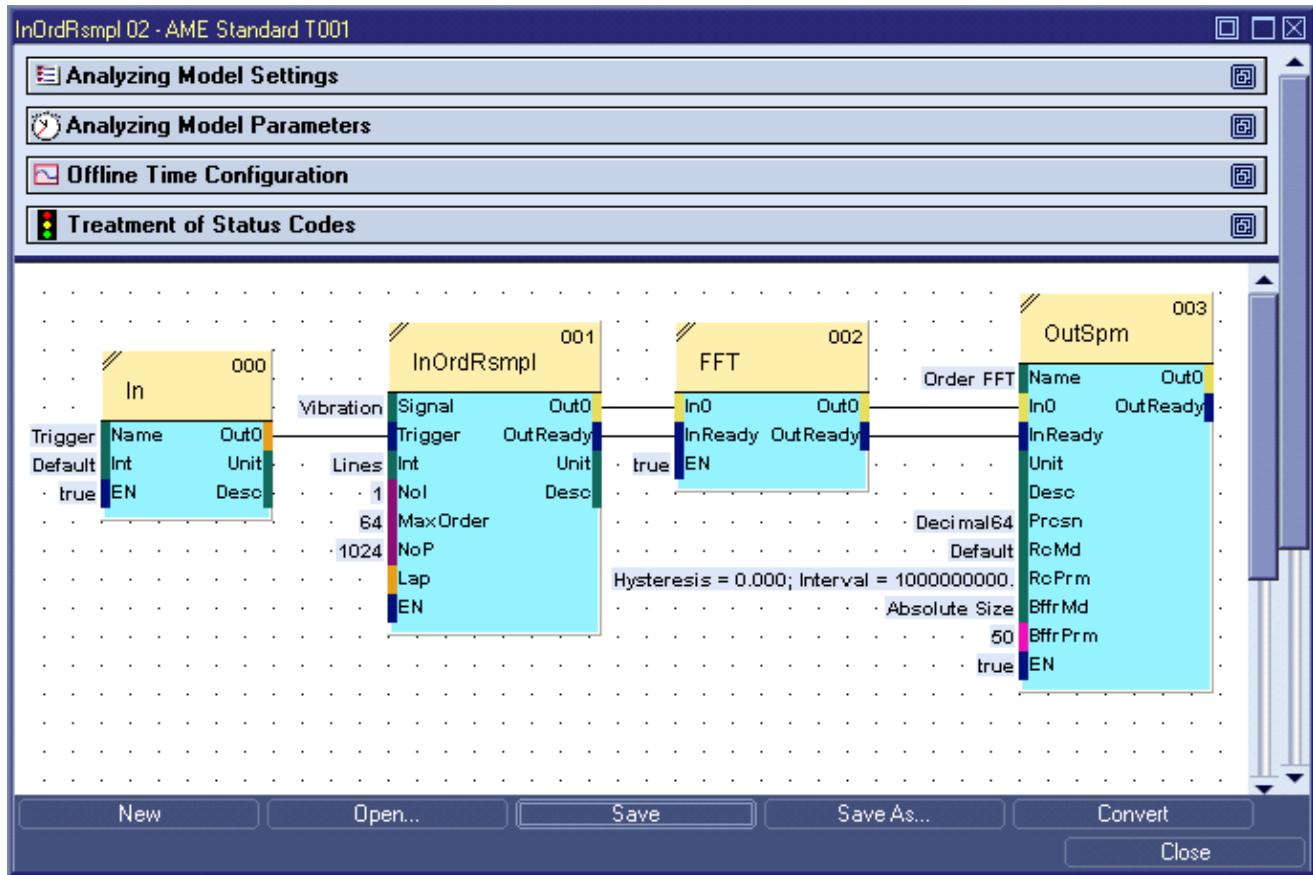 InOrdRsmpl 02 - AME Standard T001
Analyzing Model Settings
Analyzing Model Parameters
Offline Time Configuration
Treatment of Status Codes
000
In
Trigger Name Out0
Default Int Unit
true EN Desc
001
InOrdRsmpl
Vibration Signal Out0
Trigger OutReady
Lines Int Unit
1 NoI Desc
64 MaxOrder
1024 NoP
Lap
EN
002
FFT
In0 Out0
InReady OutReady
true EN
003
OutSpm
Order FFT Name Out0
In0 OutReady
InReady
Unit
Desc
Decimal64 Prcsn
Default RcMd
Hysteresis = 0.000; Interval = 1000000000. RcPrm
Absolute Size BffrMd
50 BffrPrm
true EN
New Open... Save Save As... Convert
Close